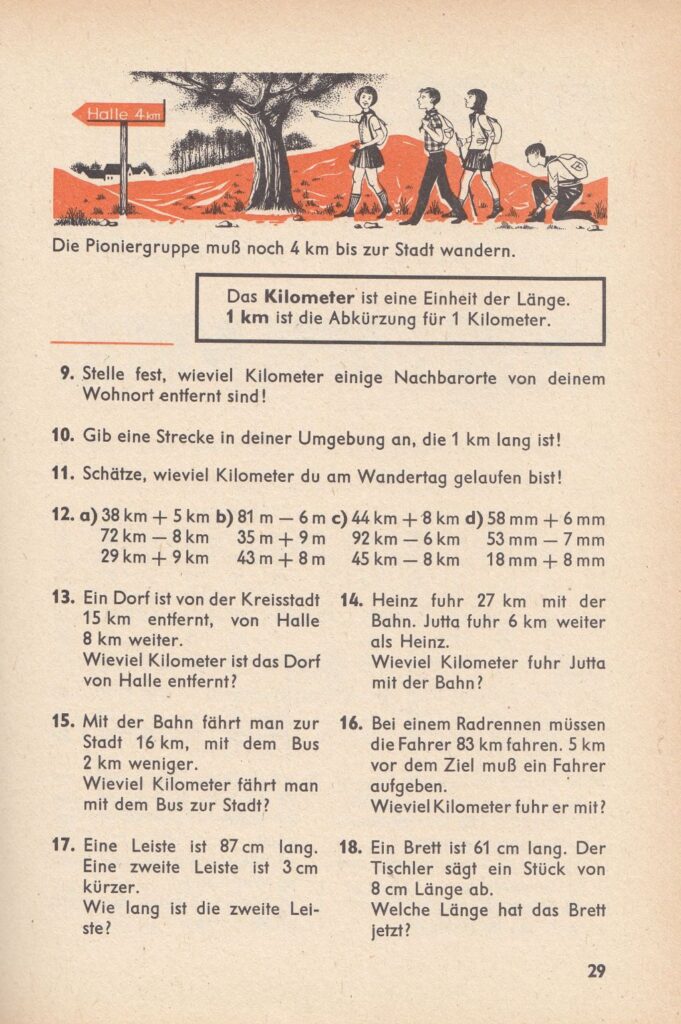 Halle 4 km
Die Pioniergruppe muß noch 4 km bis zur Stadt wandern.
Das Kilometer ist eine Einheit der Länge.
1 km ist die Abkürzung für 1 Kilometer.
9. Stelle fest, wieviel Kilometer einige Nachbarorte von deinem
Wohnort entfernt sind!
10. Gib eine Strecke in deiner Umgebung an, die 1 km lang ist!
11. Schätze, wieviel Kilometer du am Wandertag gelaufen bist!
12. a) 38 km + 5 km b) 81 m − 6 m c) 44 km + 8 km d) 58 mm + 6 mm
72 km − 8 km 35 m + 9 m 92 km − 6 km 53 mm − 7 mm
29 km + 9 km 43 m + 8 m 45 km − 8 km 18 mm + 8 mm
13. Ein Dorf ist von der Kreisstadt
15 km entfernt, von Halle
8 km weiter.
Wieviel Kilometer ist das Dorf
von Halle entfernt?
14. Heinz fuhr 27 km mit der
Bahn. Jutta fuhr 6 km weiter
als Heinz.
Wieviel Kilometer fuhr Jutta
mit der Bahn?
15. Mit der Bahn fährt man zur
Stadt 16 km, mit dem Bus
2 km weniger.
Wieviel Kilometer fährt man
mit dem Bus zur Stadt?
16. Bei einem Radrennen müssen
die Fahrer 83 km fahren. 5 km
vor dem Ziel muß ein Fahrer
aufgeben.
Wieviel Kilometer fuhr er mit?
17. Eine Leiste ist 87 cm lang.
Eine zweite Leiste ist 3 cm
kürzer.
Wie lang ist die zweite Lei-
ste?
18. Ein Brett ist 61 cm lang. Der
Tischler sägt ein Stück von
8 cm Länge ab.
Welche Länge hat das Brett
jetzt?
29